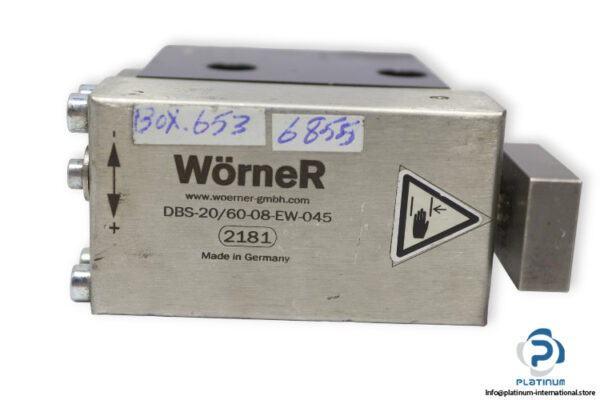 BOX.653 6855
-
+
WörneR
www.woerner-gmbh.com
DBS-20/60-08-EW-045
2181
Made in Germany
PLATINUM
info@platinum-international.store